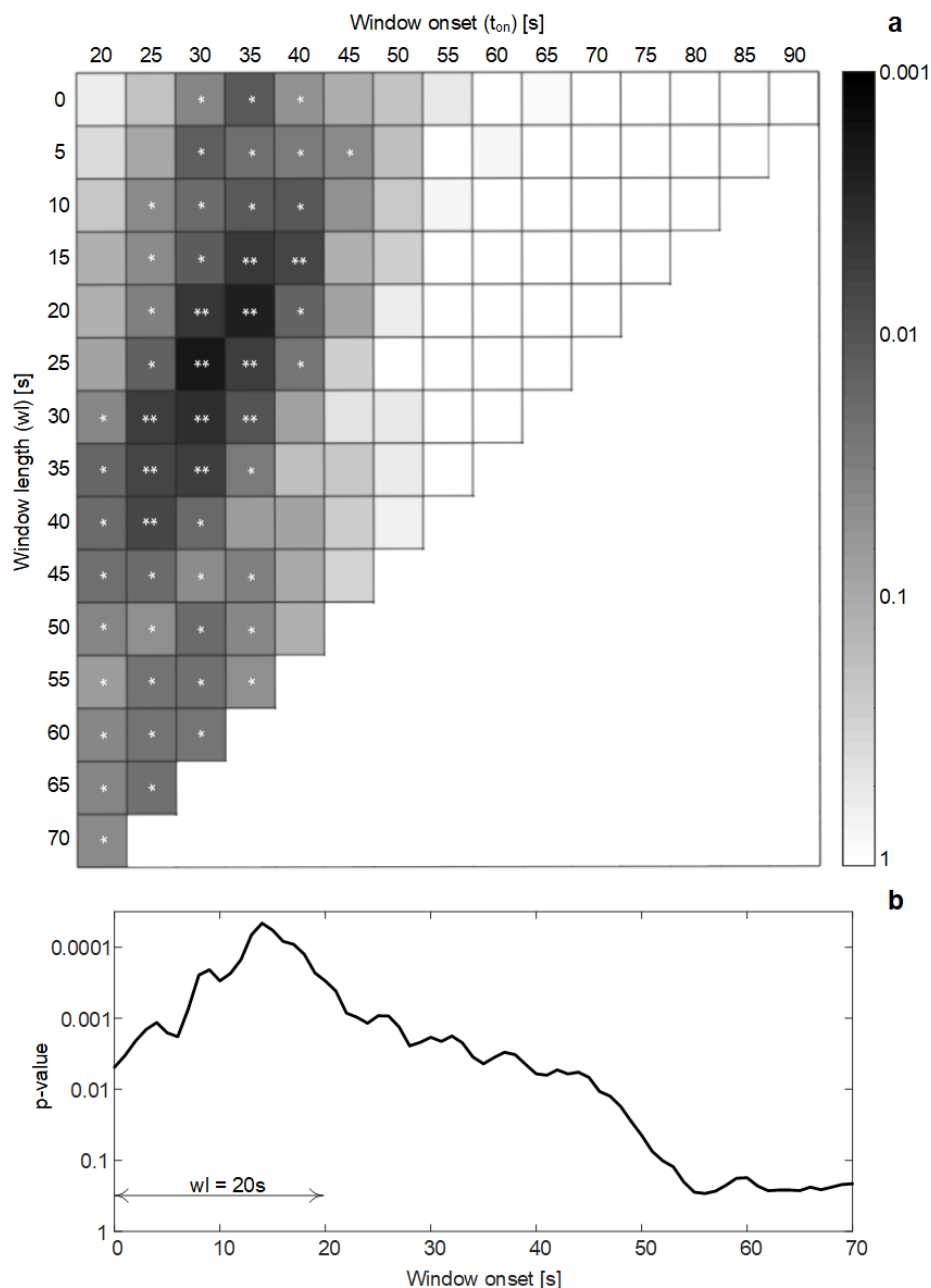 Window onset (ton) [s]
a
20 25 30 35 40 45 50 55 60 65 70 75 80 85 90
Window length (wl) [s]
0 * * *
5 * * * *
10 * * * *
15 * * ** **
20 * ** ** *
25 * ** ** *
30 * ** ** **
35 * ** ** *
40 * ** *
45 * * * *
50 * * * *
55 * * * *
60 * * *
65 * *
70 *
0.001
0.01
0.1
1
b
p-value
0.0001
0.001
0.01
0.1
1
wl = 20s
0 10 20 30 40 50 60 70
Window onset [s]